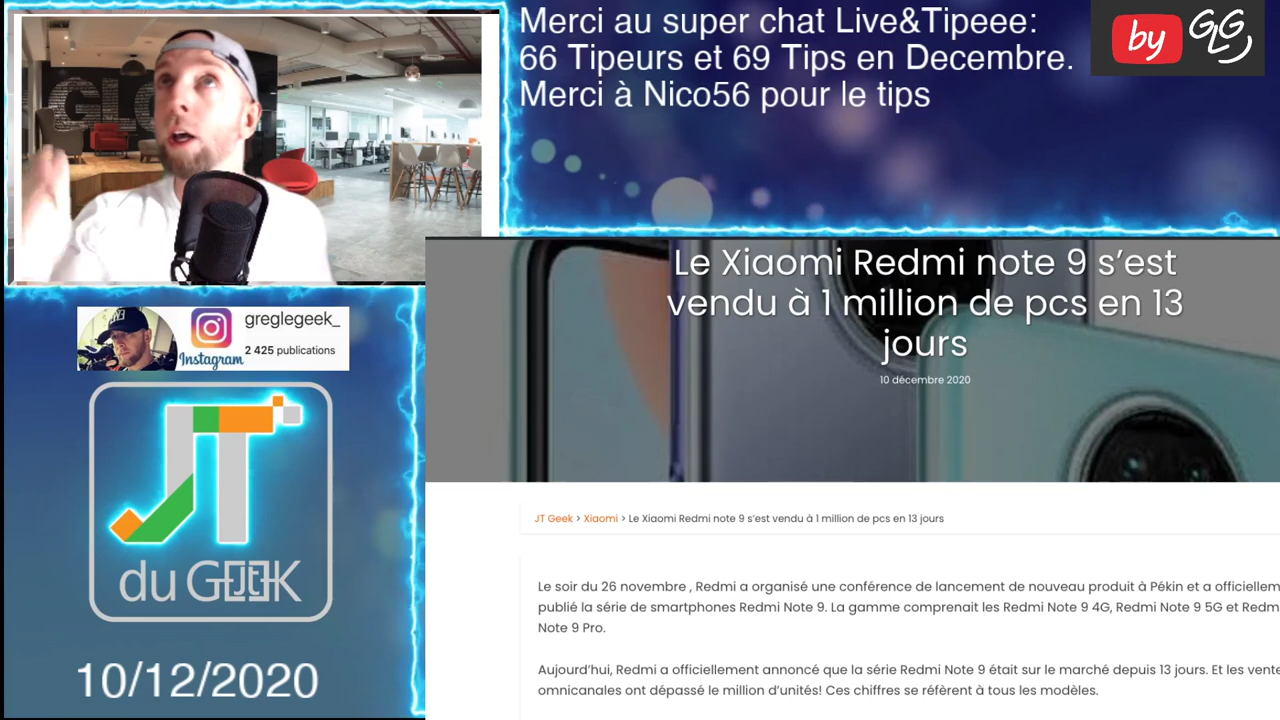 Merci au super chat Live&Tipeee:
66 Tipeurs et 69 Tips en Decembre.
Merci à Nico56 pour le tips
by GLG
GLG
greglegeek_
Instagram
2 425 publications
JT
du GEEK
10/12/2020
Le Xiaomi Redmi note 9 s’est
vendu à 1 million de pcs en 13
jours
10 décembre 2020
JT Geek > Xiaomi > Le Xiaomi Redmi note 9 s’est vendu à 1 million de pcs en 13 jours
Le soir du 26 novembre , Redmi a organisé une conférence de lancement de nouveau produit à Pékin et a officiellem
publié la série de smartphones Redmi Note 9. La gamme comprenait les Redmi Note 9 4G, Redmi Note 9 5G et Redm
Note 9 Pro.
Aujourd’hui, Redmi a officiellement annoncé que la série Redmi Note 9 était sur le marché depuis 13 jours. Et les vente
omnicanales ont dépassé le million d’unités! Ces chiffres se réfèrent à tous les modèles.